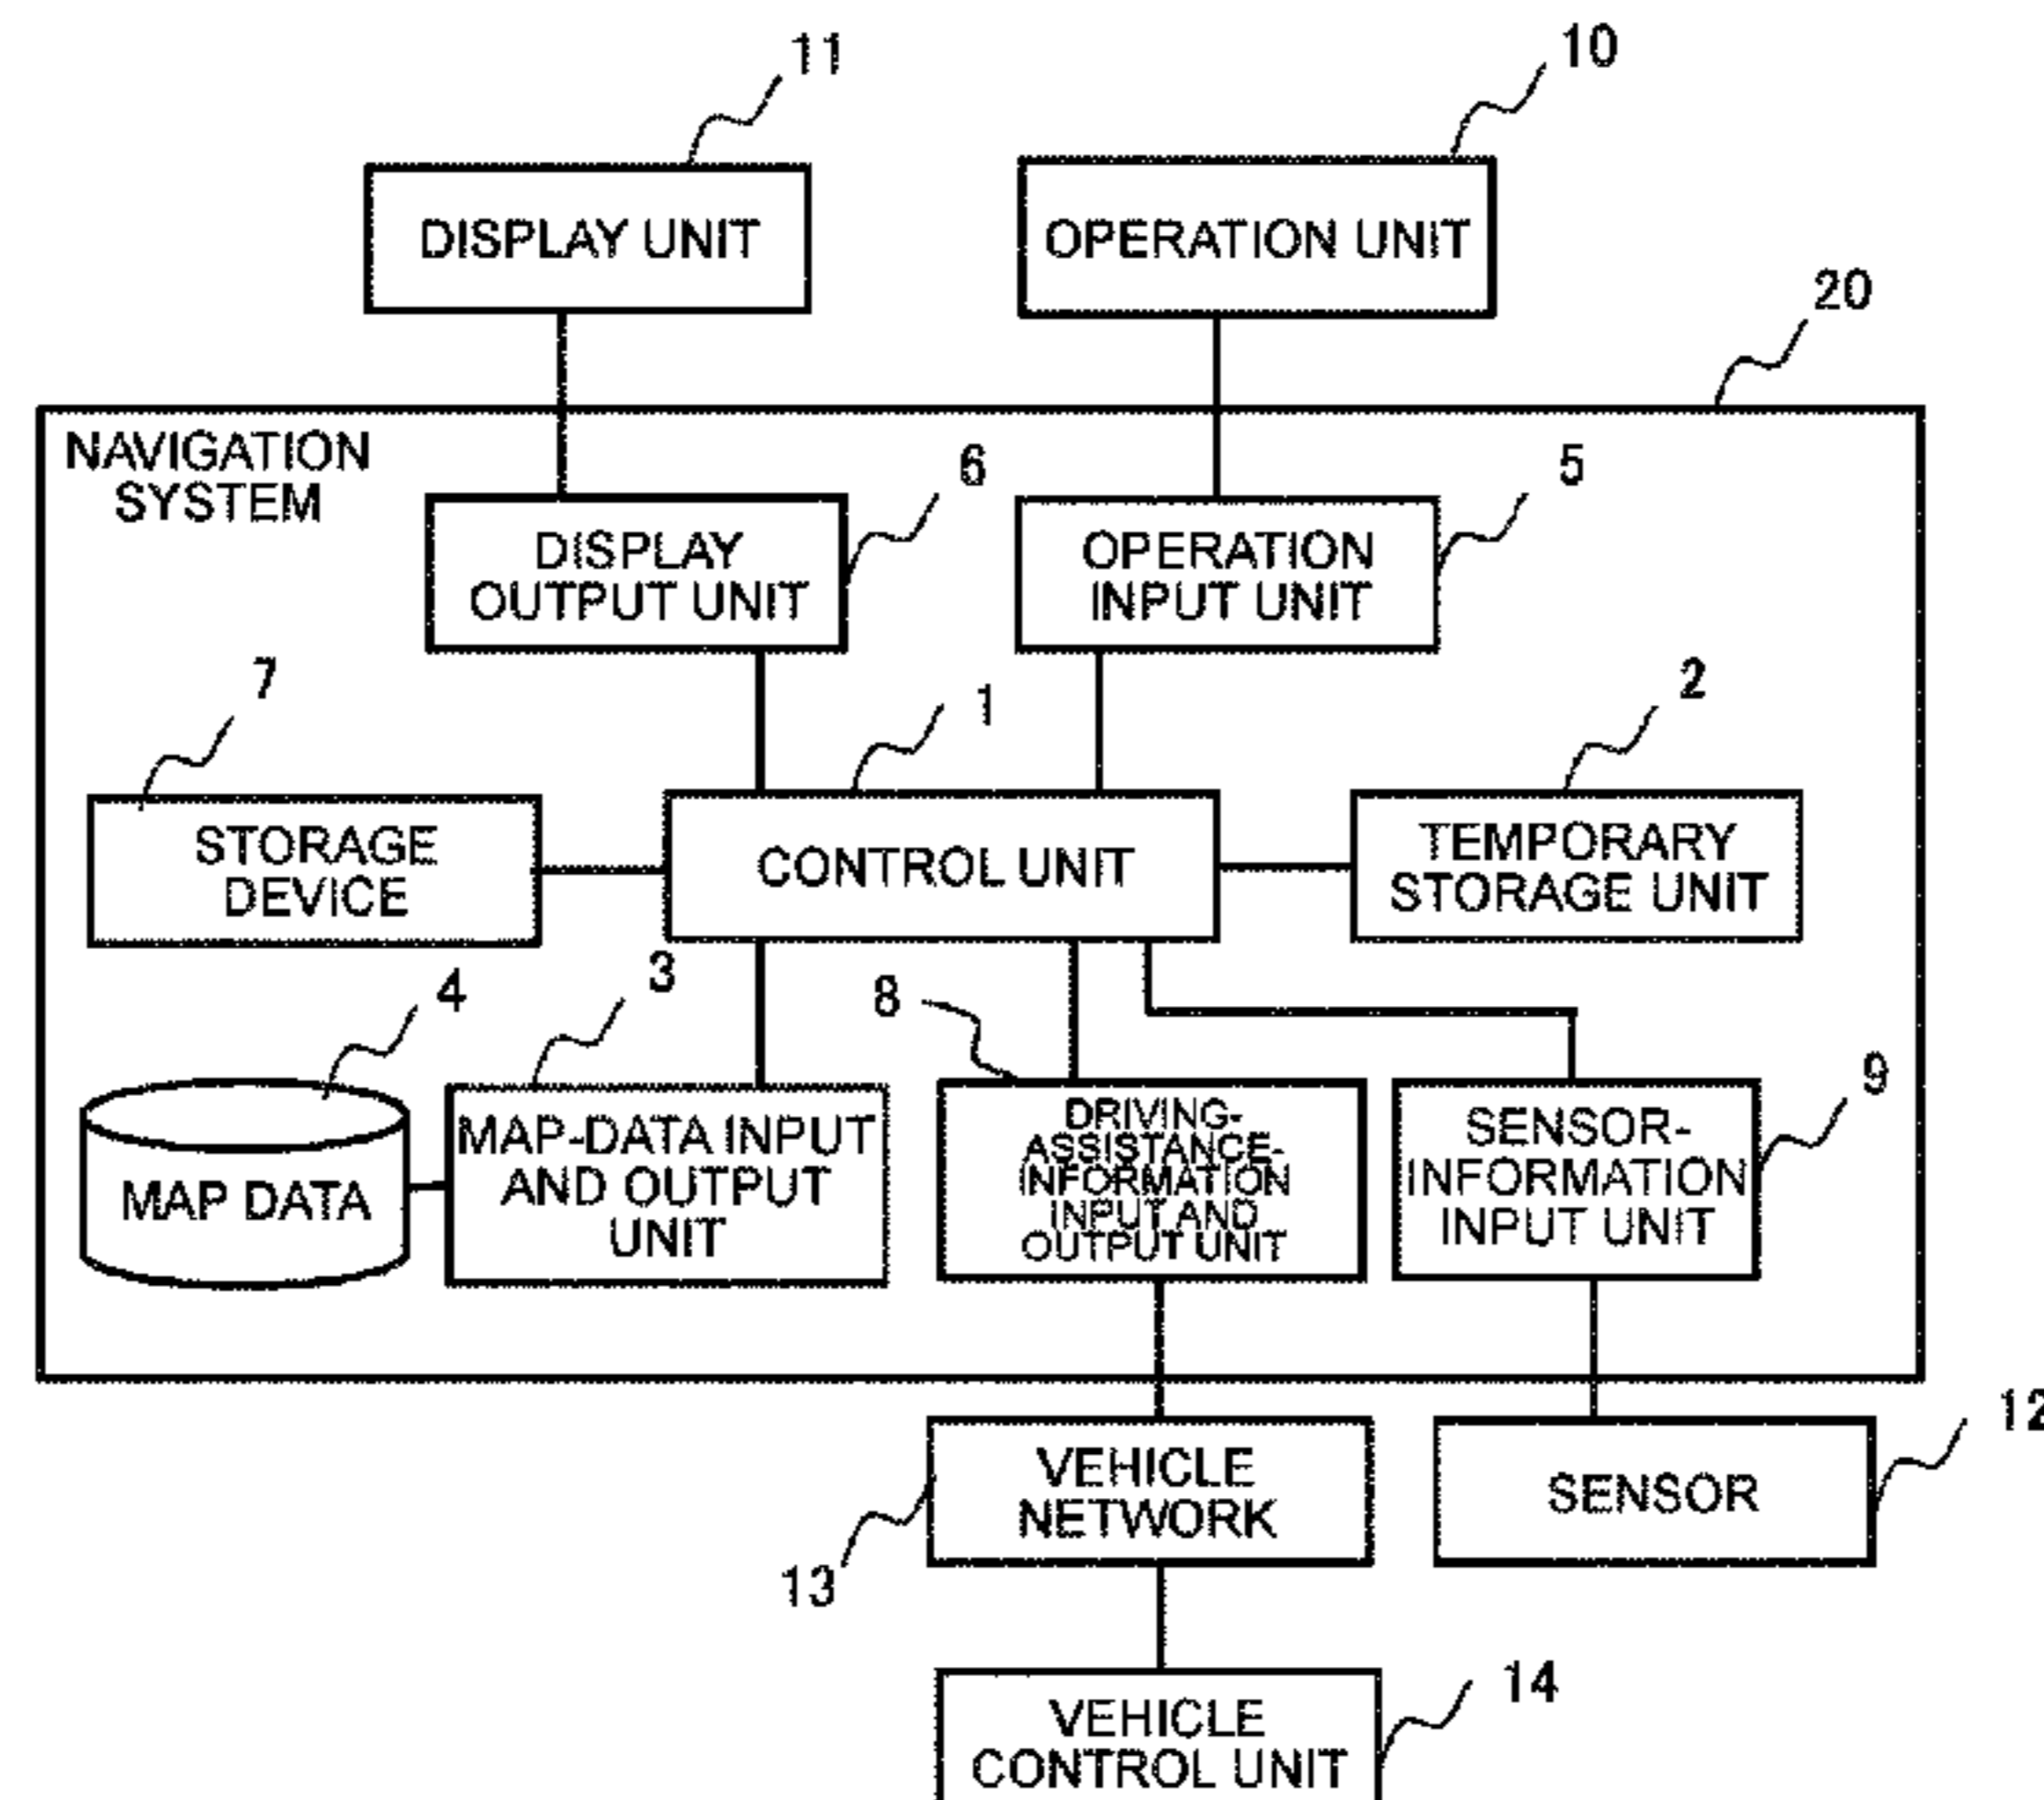 11
10
DISPLAY UNIT
OPERATION UNIT
20
NAVIGATION
SYSTEM
6
5
DISPLAY
OUTPUT UNIT
OPERATION
INPUT UNIT
7
1
2
STORAGE
DEVICE
CONTROL UNIT
TEMPORARY
STORAGE UNIT
4
3
8
9
MAP DATA
MAP-DATA INPUT
AND OUTPUT
UNIT
DRIVING-
ASSISTANCE-
INFORMATION
INPUT AND
OUTPUT UNIT
SENSOR-
INFORMATION
INPUT UNIT
12
VEHICLE
NETWORK
SENSOR
13
14
VEHICLE
CONTROL UNIT